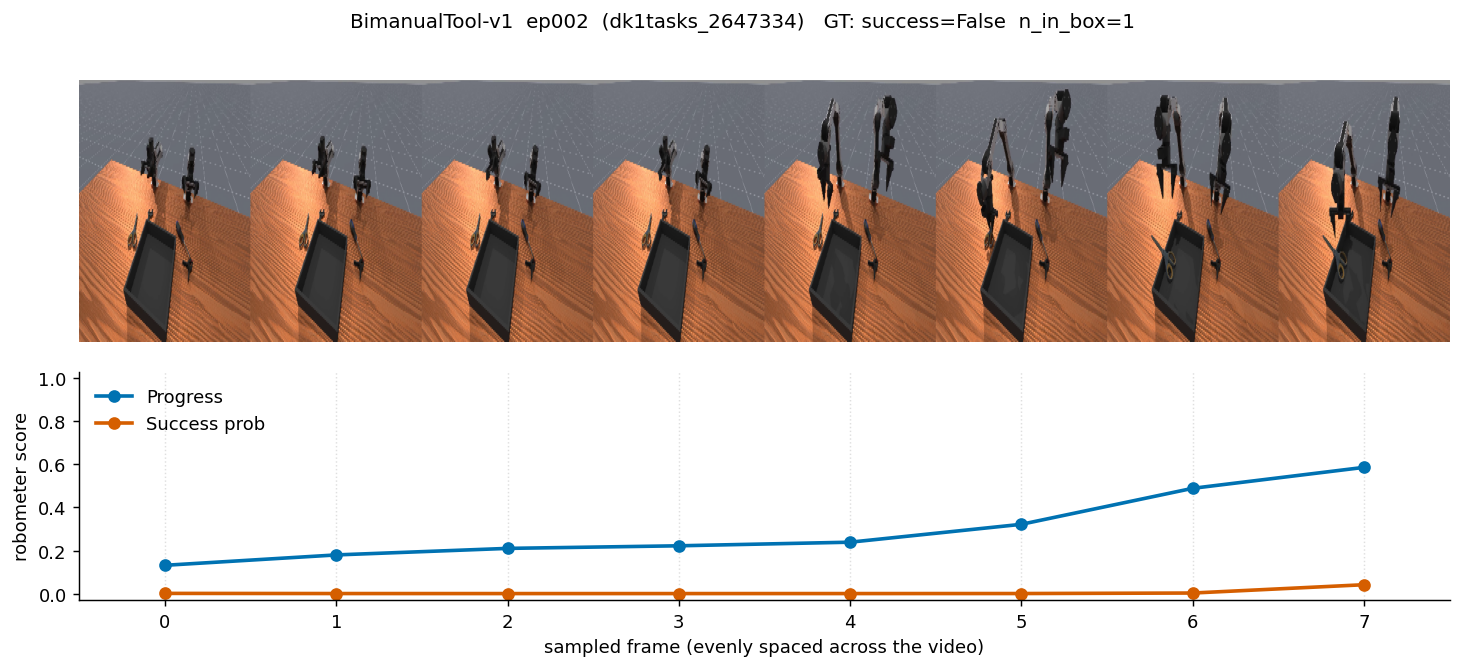 BimanualTool-v1  ep002  (dk1tasks_2647334)   GT: success=False  n_in_box=1
1.0
0.8
0.6
0.4
0.2
0.0
robometer score
Progress
Success prob
0 1 2 3 4 5 6 7
sampled frame (evenly spaced across the video)